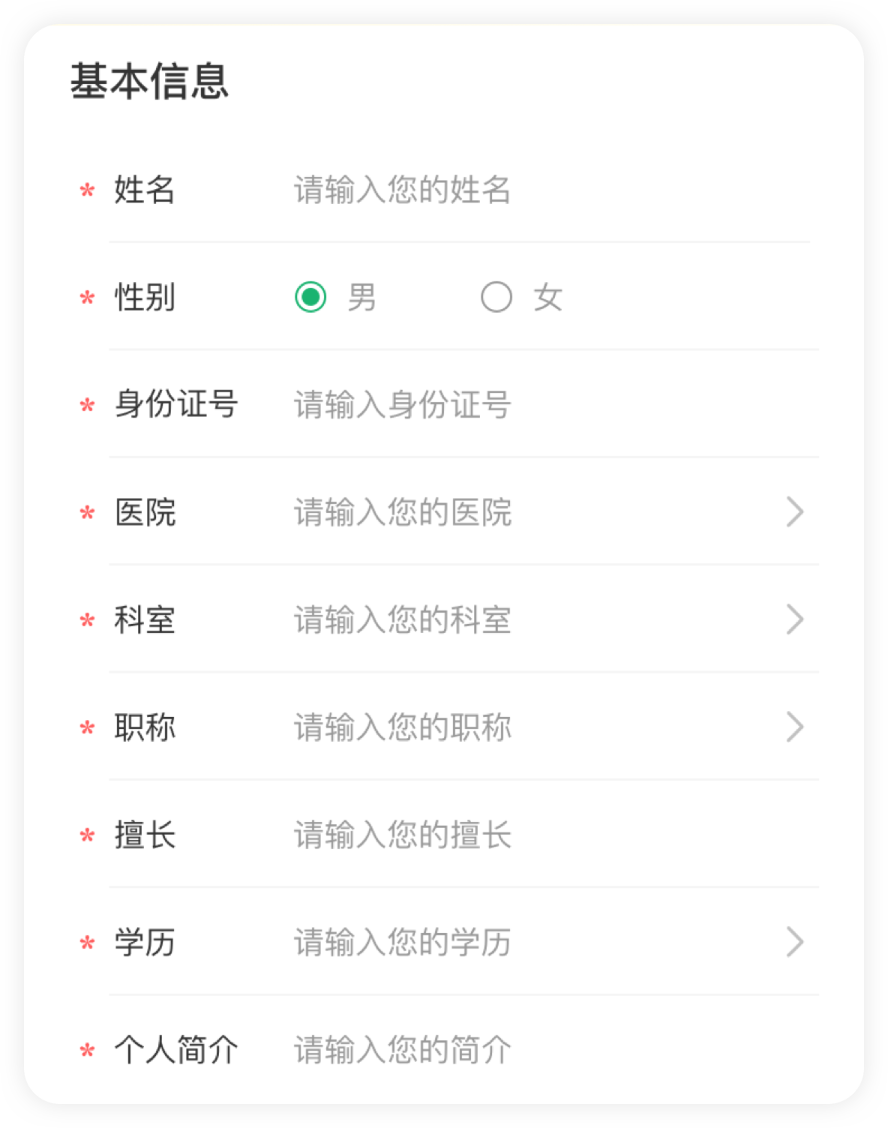 基本信息
* 姓名 请输入您的姓名
* 性别 男 女
* 身份证号 请输入身份证号
* 医院 请输入您的医院
* 科室 请输入您的科室
* 职称 请输入您的职称
* 擅长 请输入您的擅长
* 学历 请输入您的学历
* 个人简介 请输入您的简介